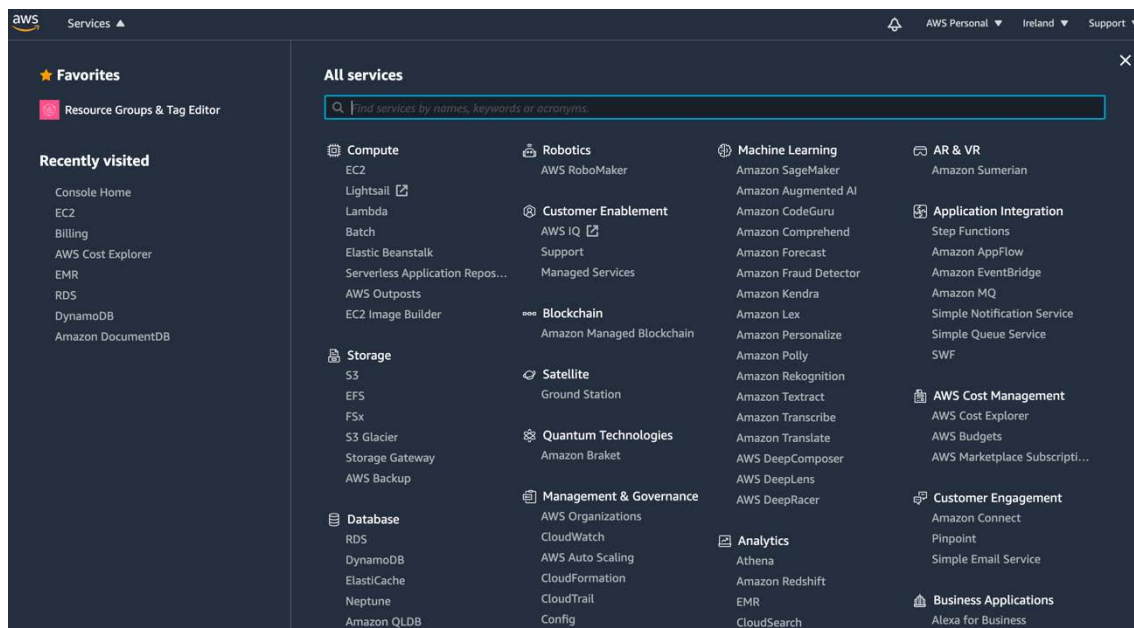 aws
Services ▲
AWS Personal ▼
Ireland ▼
Support
Favorites
Resource Groups & Tag Editor
Recently visited
Console Home
EC2
Billing
AWS Cost Explorer
EMR
RDS
DynamoDB
Amazon DocumentDB
All services
Find services by names, keywords or acronyms.
Compute
EC2
Lightsail
Lambda
Batch
Elastic Beanstalk
Serverless Application Repos...
AWS Outposts
EC2 Image Builder
Storage
S3
EFS
FSx
S3 Glacier
Storage Gateway
AWS Backup
Database
RDS
DynamoDB
ElastiCache
Neptune
Amazon QLDB
Robotics
AWS RoboMaker
Customer Enablement
AWS IQ
Support
Managed Services
Blockchain
Amazon Managed Blockchain
Satellite
Ground Station
Quantum Technologies
Amazon Braket
Management & Governance
AWS Organizations
CloudWatch
AWS Auto Scaling
CloudFormation
CloudTrail
Config
Machine Learning
Amazon SageMaker
Amazon Augmented AI
Amazon CodeGuru
Amazon Comprehend
Amazon Forecast
Amazon Fraud Detector
Amazon Kendra
Amazon Lex
Amazon Personalize
Amazon Polly
Amazon Rekognition
Amazon Textract
Amazon Transcribe
Amazon Translate
AWS DeepComposer
AWS DeepLens
AWS DeepRacer
Analytics
Athena
Amazon Redshift
EMR
CloudSearch
AR & VR
Amazon Sumerian
Application Integration
Step Functions
Amazon AppFlow
Amazon EventBridge
Amazon MQ
Simple Notification Service
Simple Queue Service
SWF
AWS Cost Management
AWS Cost Explorer
AWS Budgets
AWS Marketplace Subscripti...
Customer Engagement
Amazon Connect
Pinpoint
Simple Email Service
Business Applications
Alexa for Business